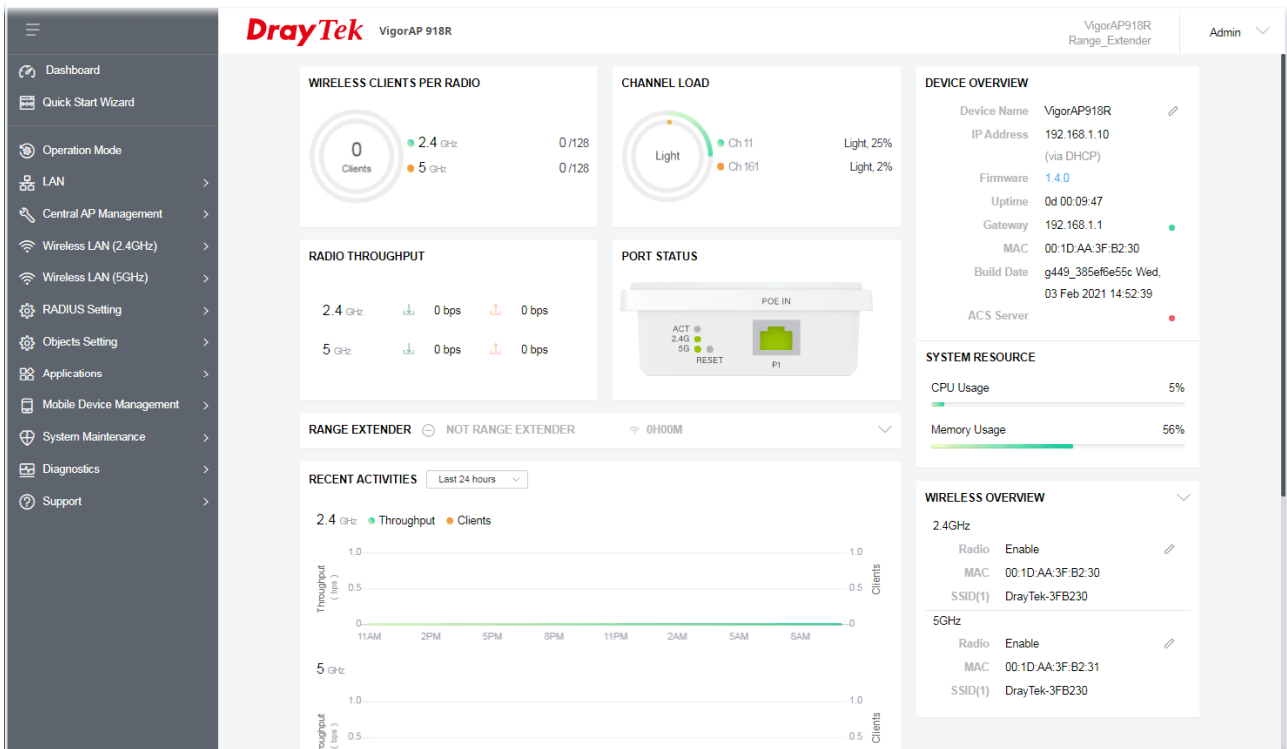 DrayTek VigorAP 918R
VigorAP918R
Range_Extender
Admin
Dashboard
Quick Start Wizard
Operation Mode
LAN
Central AP Management
Wireless LAN (2.4GHz)
Wireless LAN (5GHz)
RADIUS Setting
Objects Setting
Applications
Mobile Device Management
System Maintenance
Diagnostics
Support
WIRELESS CLIENTS PER RADIO
0
Clients
2.4 GHz 0 /128
5 GHz 0 /128
CHANNEL LOAD
Light
Ch 11 Light, 25%
Ch 161 Light, 2%
RADIO THROUGHPUT
2.4 GHz 0 bps 0 bps
5 GHz 0 bps 0 bps
PORT STATUS
POE IN
ACT
2.4G
5G
RESET
P1
RANGE EXTENDER NOT RANGE EXTENDER 0H00M
RECENT ACTIVITIES Last 24 hours
2.4 GHz Throughput Clients
1.0 1.0
Throughput
( bps )
0.5 0.5
Clients
0 0
11AM 2PM 5PM 8PM 11PM 2AM 5AM 8AM
5 GHz
1.0 1.0
Throughput
( bps )
0.5 0.5
Clients
DEVICE OVERVIEW
Device Name VigorAP918R
IP Address 192.168.1.10
(via DHCP)
Firmware 1.4.0
Uptime 0d 00:09:47
Gateway 192.168.1.1
MAC 00:1D:AA:3F:B2:30
Build Date g449_385ef6e55c Wed,
03 Feb 2021 14:52:39
ACS Server
SYSTEM RESOURCE
CPU Usage 5%
Memory Usage 56%
WIRELESS OVERVIEW
2.4GHz
Radio Enable
MAC 00:1D:AA:3F:B2:30
SSID(1) DrayTek-3FB230
5GHz
Radio Enable
MAC 00:1D:AA:3F:B2:31
SSID(1) DrayTek-3FB230